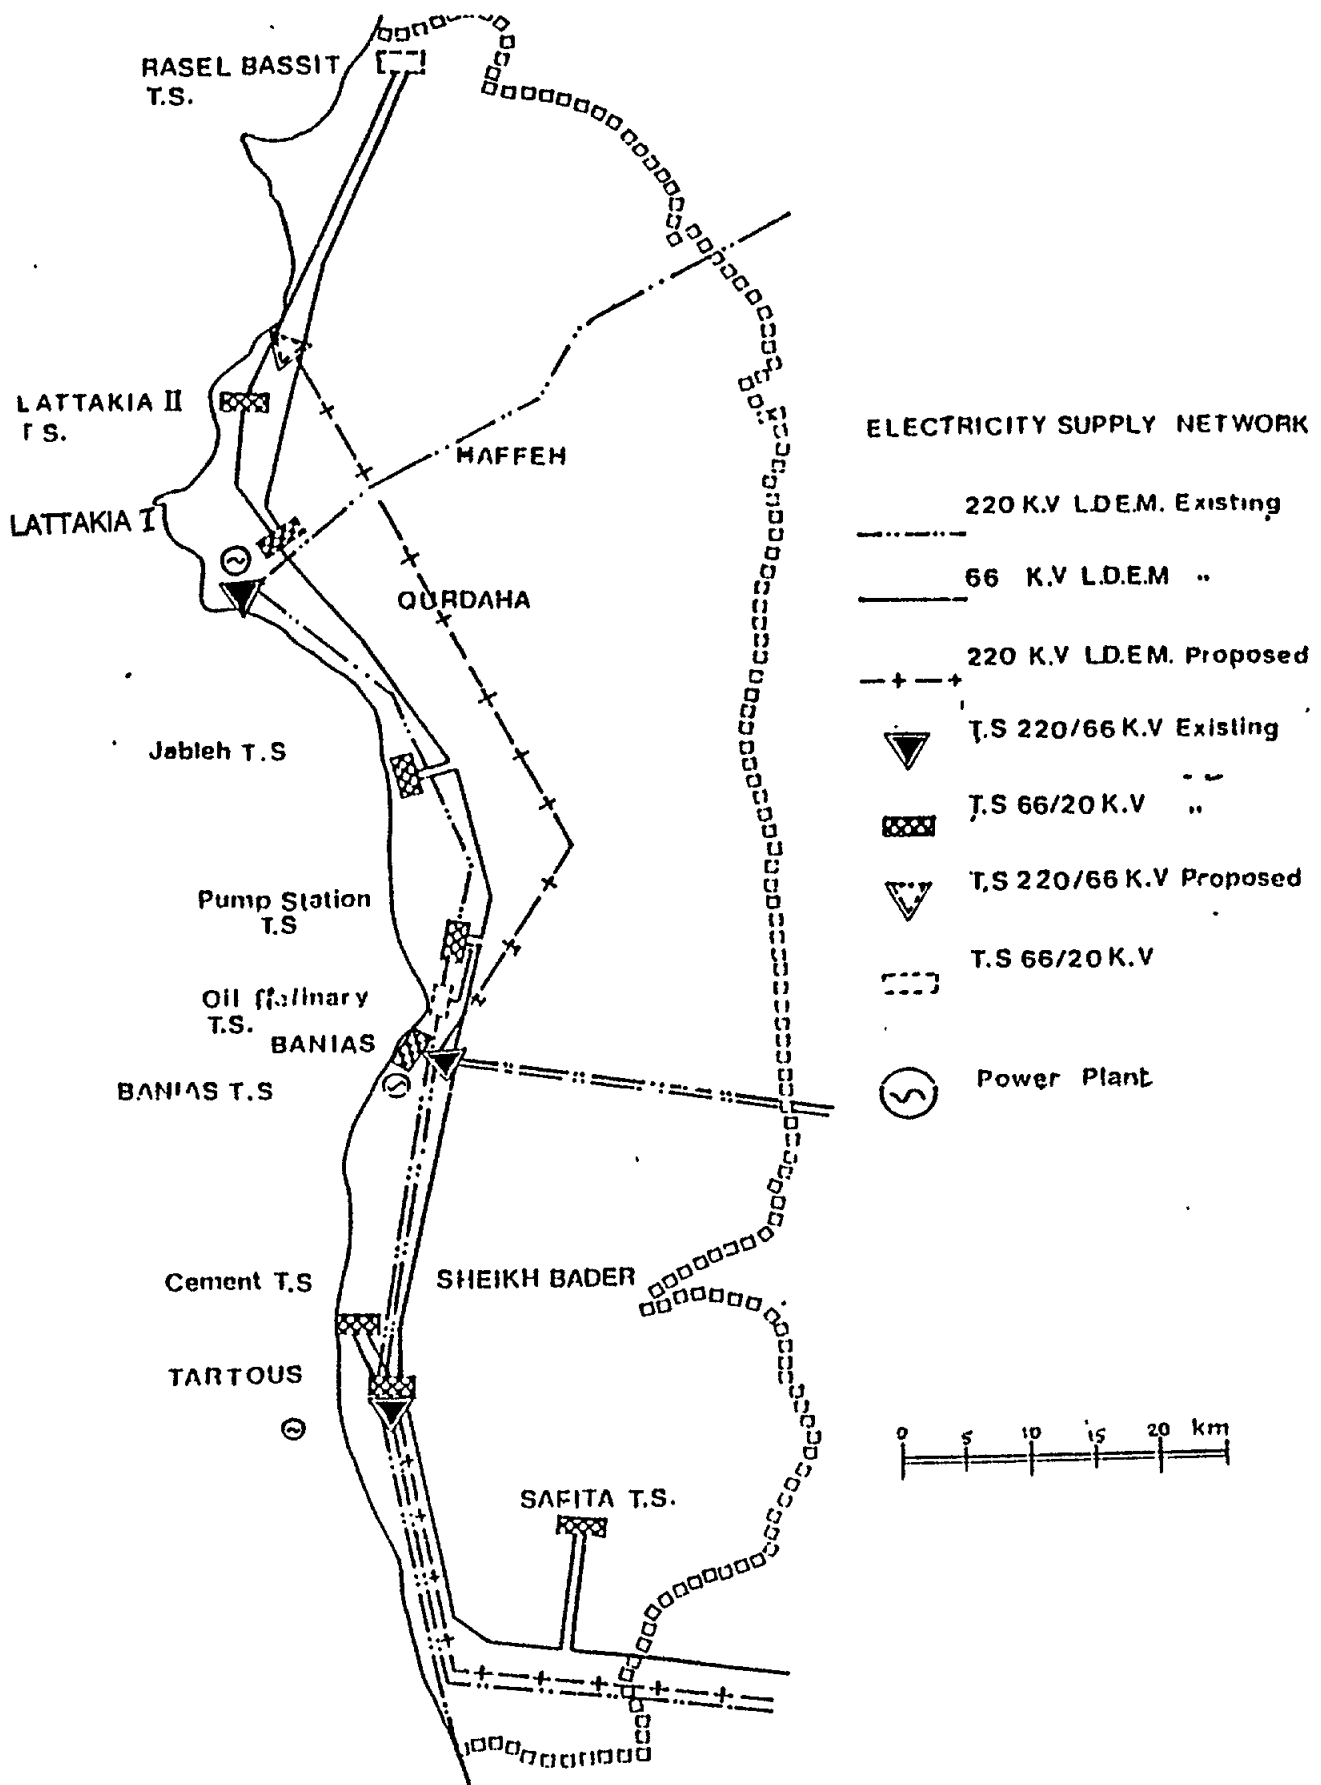 RASEL BASSIT
T.S.
LATTAKIA II
T S.
LATTAKIA I
HAFFEH
QURDAHA
Jableh T.S
Pump Station
T.S
Oil
T.S.
BANIAS
BANIAS T.S
Cement T.S
SHEIKH BADER
TARTOUS
SAFITA T.S.
ELECTRICITY SUPPLY NETWORK
220 K.V L.D.E.M. Existing
66 K.V L.D.E.M "
220 K.V L.D.E.M. Proposed
T.S 220/66 K.V Existing
T.S 66/20 K.V "
T.S 220/66 K.V Proposed
T.S 66/20 K.V
Power Plant
0 5 10 15 20 km